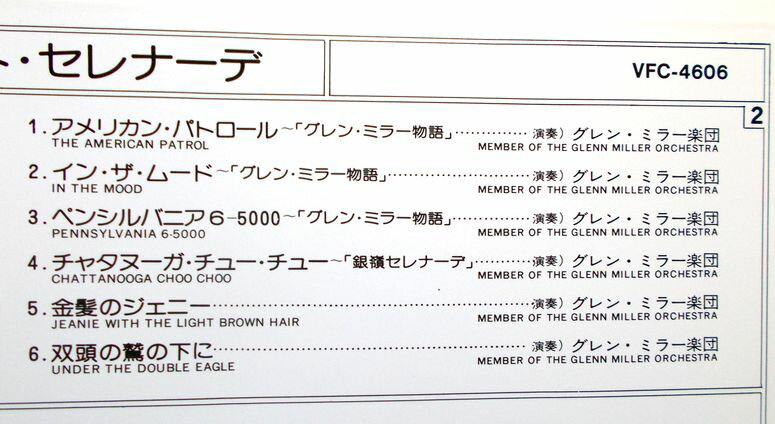 ・セレナーデ
VFC-4606
2
1. アメリカン・パトロール～「グレン・ミラー物語」…………演奏）グレン・ミラー楽団
THE AMERICAN PATROL MEMBER OF THE GLENN MILLER ORCHESTRA
2. イン・ザ・ムード～「グレン・ミラー物語」…………………演奏）グレン・ミラー楽団
IN THE MOOD MEMBER OF THE GLENN MILLER ORCHESTRA
3. ペンシルバニア6-5000～「グレン・ミラー物語」…………演奏）グレン・ミラー楽団
PENNSYLVANIA 6-5000 MEMBER OF THE GLENN MILLER ORCHESTRA
4. チャタヌーガ・チュー・チュー～「銀嶺セレナーデ」………演奏）グレン・ミラー楽団
CHATTANOOGA CHOO CHOO MEMBER OF THE GLENN MILLER ORCHESTRA
5. 金髪のジェニー………………………………………………演奏）グレン・ミラー楽団
JEANIE WITH THE LIGHT BROWN HAIR MEMBER OF THE GLENN MILLER ORCHESTRA
6. 双頭の鷲の下に………………………………………………演奏）グレン・ミラー楽団
UNDER THE DOUBLE EAGLE MEMBER OF THE GLENN MILLER ORCHESTRA